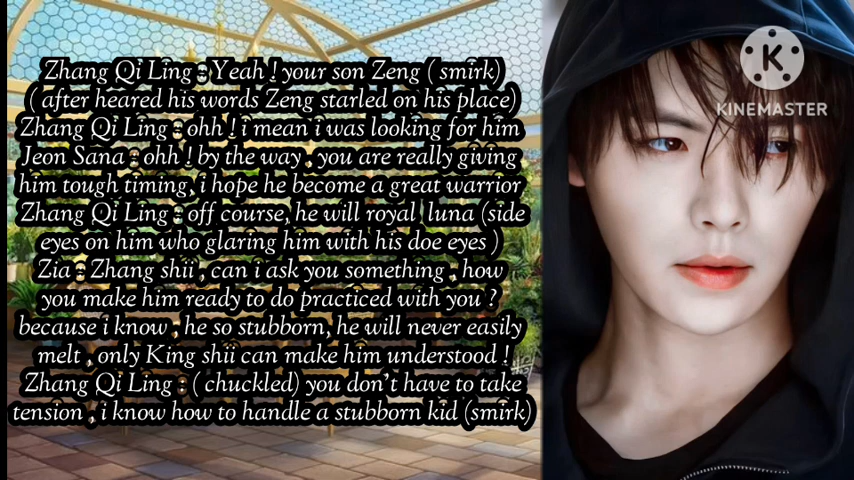 Zhang Qi Ling : Yeah ! your son Zeng ( smirk)
( after heared his words Zeng starled on his place)
Zhang Qi Ling : ohh ! i mean i was looking for him
Jeon Sana : ohh ! by the way , you are really giving
him tough timing, i hope he become a great warrior
Zhang Qi Ling : off course, he will royal luna (side
eyes on him who glaring him with his doe eyes )
Zia : Zhang shii , can i ask you something , how
you make him ready to do practiced with you ?
because i know , he so stubborn, he will never easily
melt , only King shii can make him understood !
Zhang Qi Ling : ( chuckled) you don't have to take
tension , i know how to handle a stubborn kid (smirk)
K
KINEMASTER